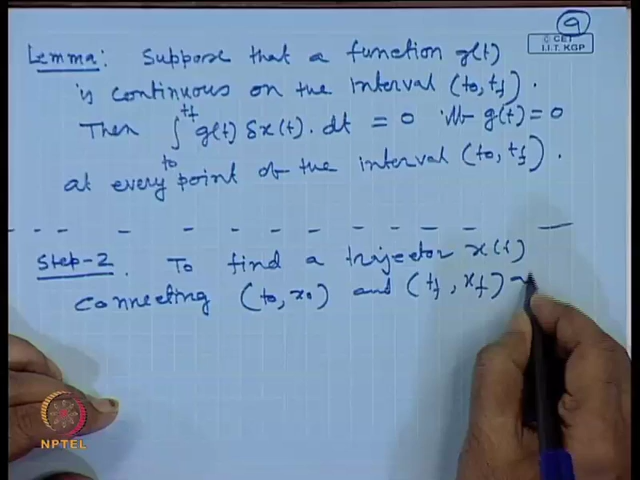 9
© CET
I.I.T. KGP
Lemma: Suppose that a function g(t)
is continuous on the interval (t0, tf).
Then ∫_{t0}^{tf} g(t) δx(t). dt = 0 iff g(t) = 0
at every point of the interval (t0, tf).
Step-2. To find a trajector x(t)
connecting (t0, x0) and (tf, xf)
NPTEL